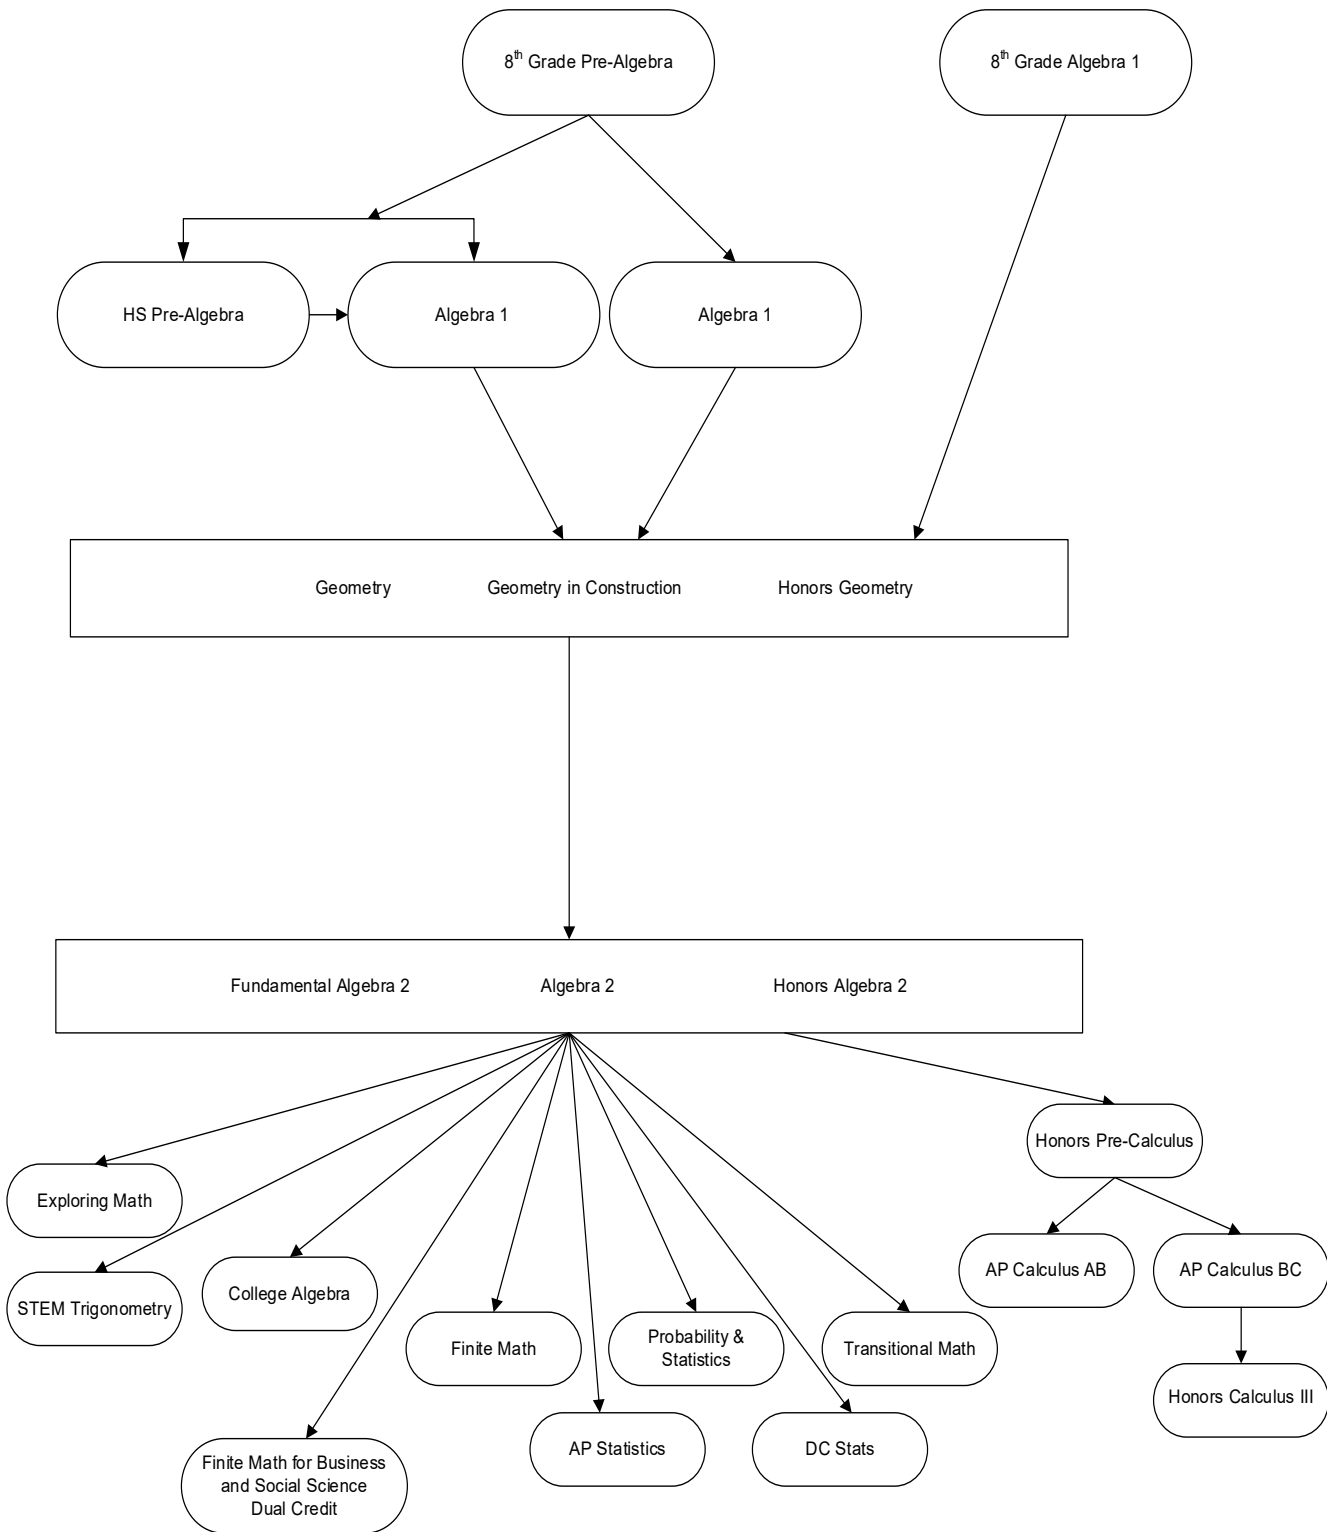 8th Grade Pre-Algebra
8th Grade Algebra 1
HS Pre-Algebra
Algebra 1
Algebra 1
Geometry
Geometry in Construction
Honors Geometry
Fundamental Algebra 2
Algebra 2
Honors Algebra 2
Honors Pre-Calculus
Exploring Math
AP Calculus AB
AP Calculus BC
STEM Trigonometry
College Algebra
Finite Math
Probability &
Statistics
Transitional Math
Honors Calculus III
AP Statistics
DC Stats
Finite Math for Business
and Social Science
Dual Credit